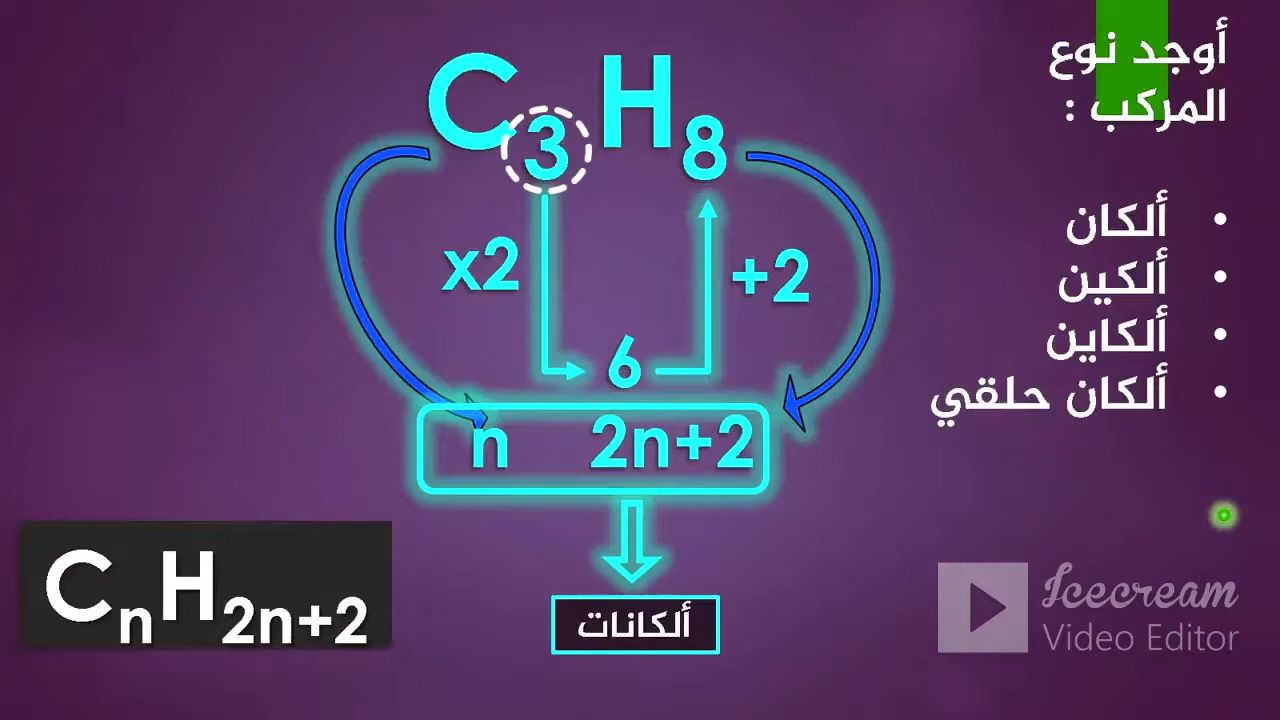 أوجد نوع
المركب :
C3H8
x2
+2
6
n 2n+2
ألكانات
• ألكان
• ألكين
• ألكاين
• ألكان حلقي
CnH2n+2
Icecream
Video Editor